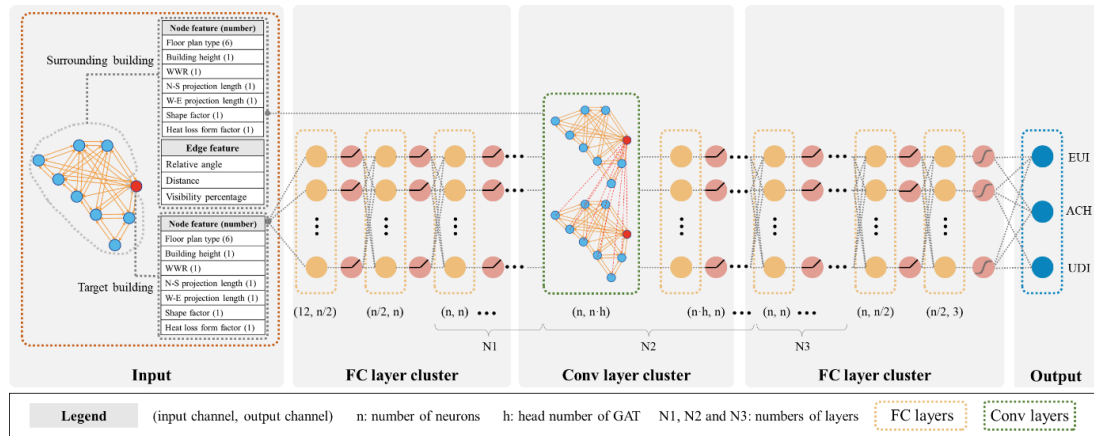 Surrounding building
Node feature (number)
Floor plan type (6)
Building height (1)
WWR (1)
N-S projection length (1)
W-E projection length (1)
Shape factor (1)
Heat loss form factor (1)
Edge feature
Relative angle
Distance
Visibility percentage
Node feature (number)
Floor plan type (6)
Building height (1)
WWR (1)
N-S projection length (1)
W-E projection length (1)
Shape factor (1)
Heat loss form factor (1)
Target building
EUI
ACH
UDI
(12, n/2) (n/2, n) (n, n) (n, n·h) (n·h, n) (n, n) (n, n/2) (n/2, 3)
N1 N2 N3
Input FC layer cluster Conv layer cluster FC layer cluster Output
Legend (input channel, output channel) n: number of neurons h: head number of GAT N1, N2 and N3: numbers of layers FC layers Conv layers